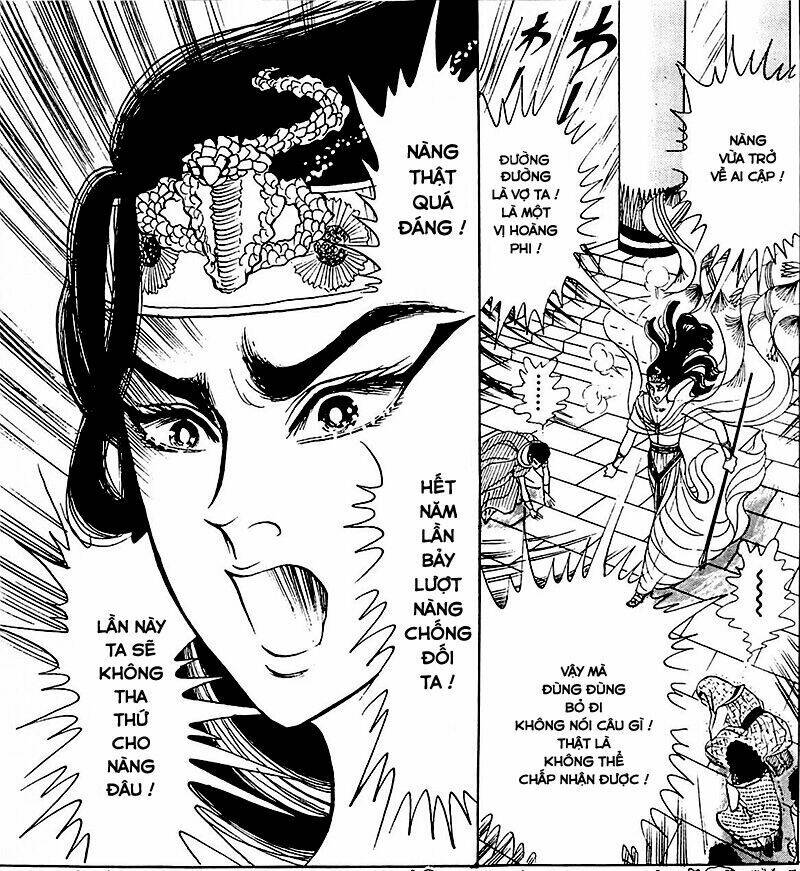 NÀNG
VỪA TRỞ
VỀ AI CẬP!
ĐƯỜNG
ĐƯỜNG
LÀ VỢ TA!
LÀ MỘT
VỊ HOÀNG
PHI!
わ
わ
VẬY MÀ
ĐÙNG ĐÙNG
BỎ ĐI
KHÔNG NÓI CÂU GÌ!
THẬT LÀ
KHÔNG THỂ
CHẤP NHẬN ĐƯỢC!
NÀNG
THẬT QUÁ
ĐÁNG!
HẾT
NĂM
LẦN
BẢY
LƯỢT
NÀNG
CHỐNG
ĐỐI
TA!
LẦN NÀY
TA SẼ
KHÔNG
THA
THỨ
CHO
NÀNG
ĐÂU!